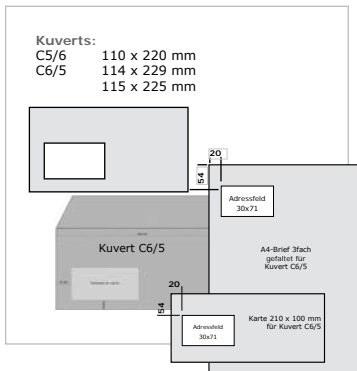 Kuverts:
C5/6 110 x 220 mm
C6/5 114 x 229 mm
115 x 225 mm
20
54
Adressfeld
30x71
A4-Brief 3fach
gefaltet für
Kuvert C6/5
Kuvert C6/5
20
54
Adressfeld
30x71
Karte 210 x 100 mm
für Kuvert C6/5